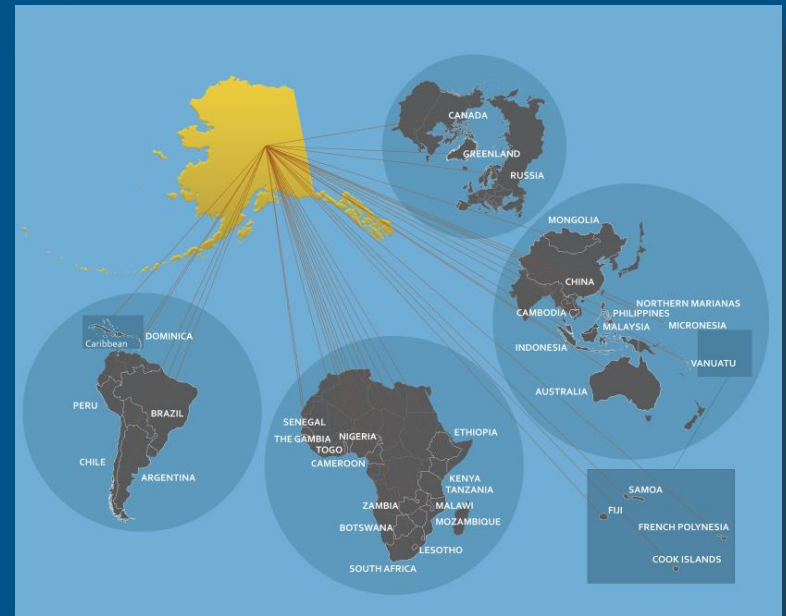 CANADA
GREENLAND
RUSSIA
MONGOLIA
CHINA
NORTHERN MARIANAS
CAMBODIA
PHILIPPINES
MALAYSIA
MICRONESIA
INDONESIA
VANUATU
AUSTRALIA
DOMINICA
Caribbean
PERU
BRAZIL
CHILE
ARGENTINA
SENEGAL
THE GAMBIA
NIGERIA
TOGO
CAMEROON
ETHIOPIA
KENYA
TANZANIA
ZAMBIA
MALAWI
BOTSWANA
MOZAMBIQUE
LESOTHO
SOUTH AFRICA
SAMOA
FIJI
FRENCH POLYNESIA
COOK ISLANDS